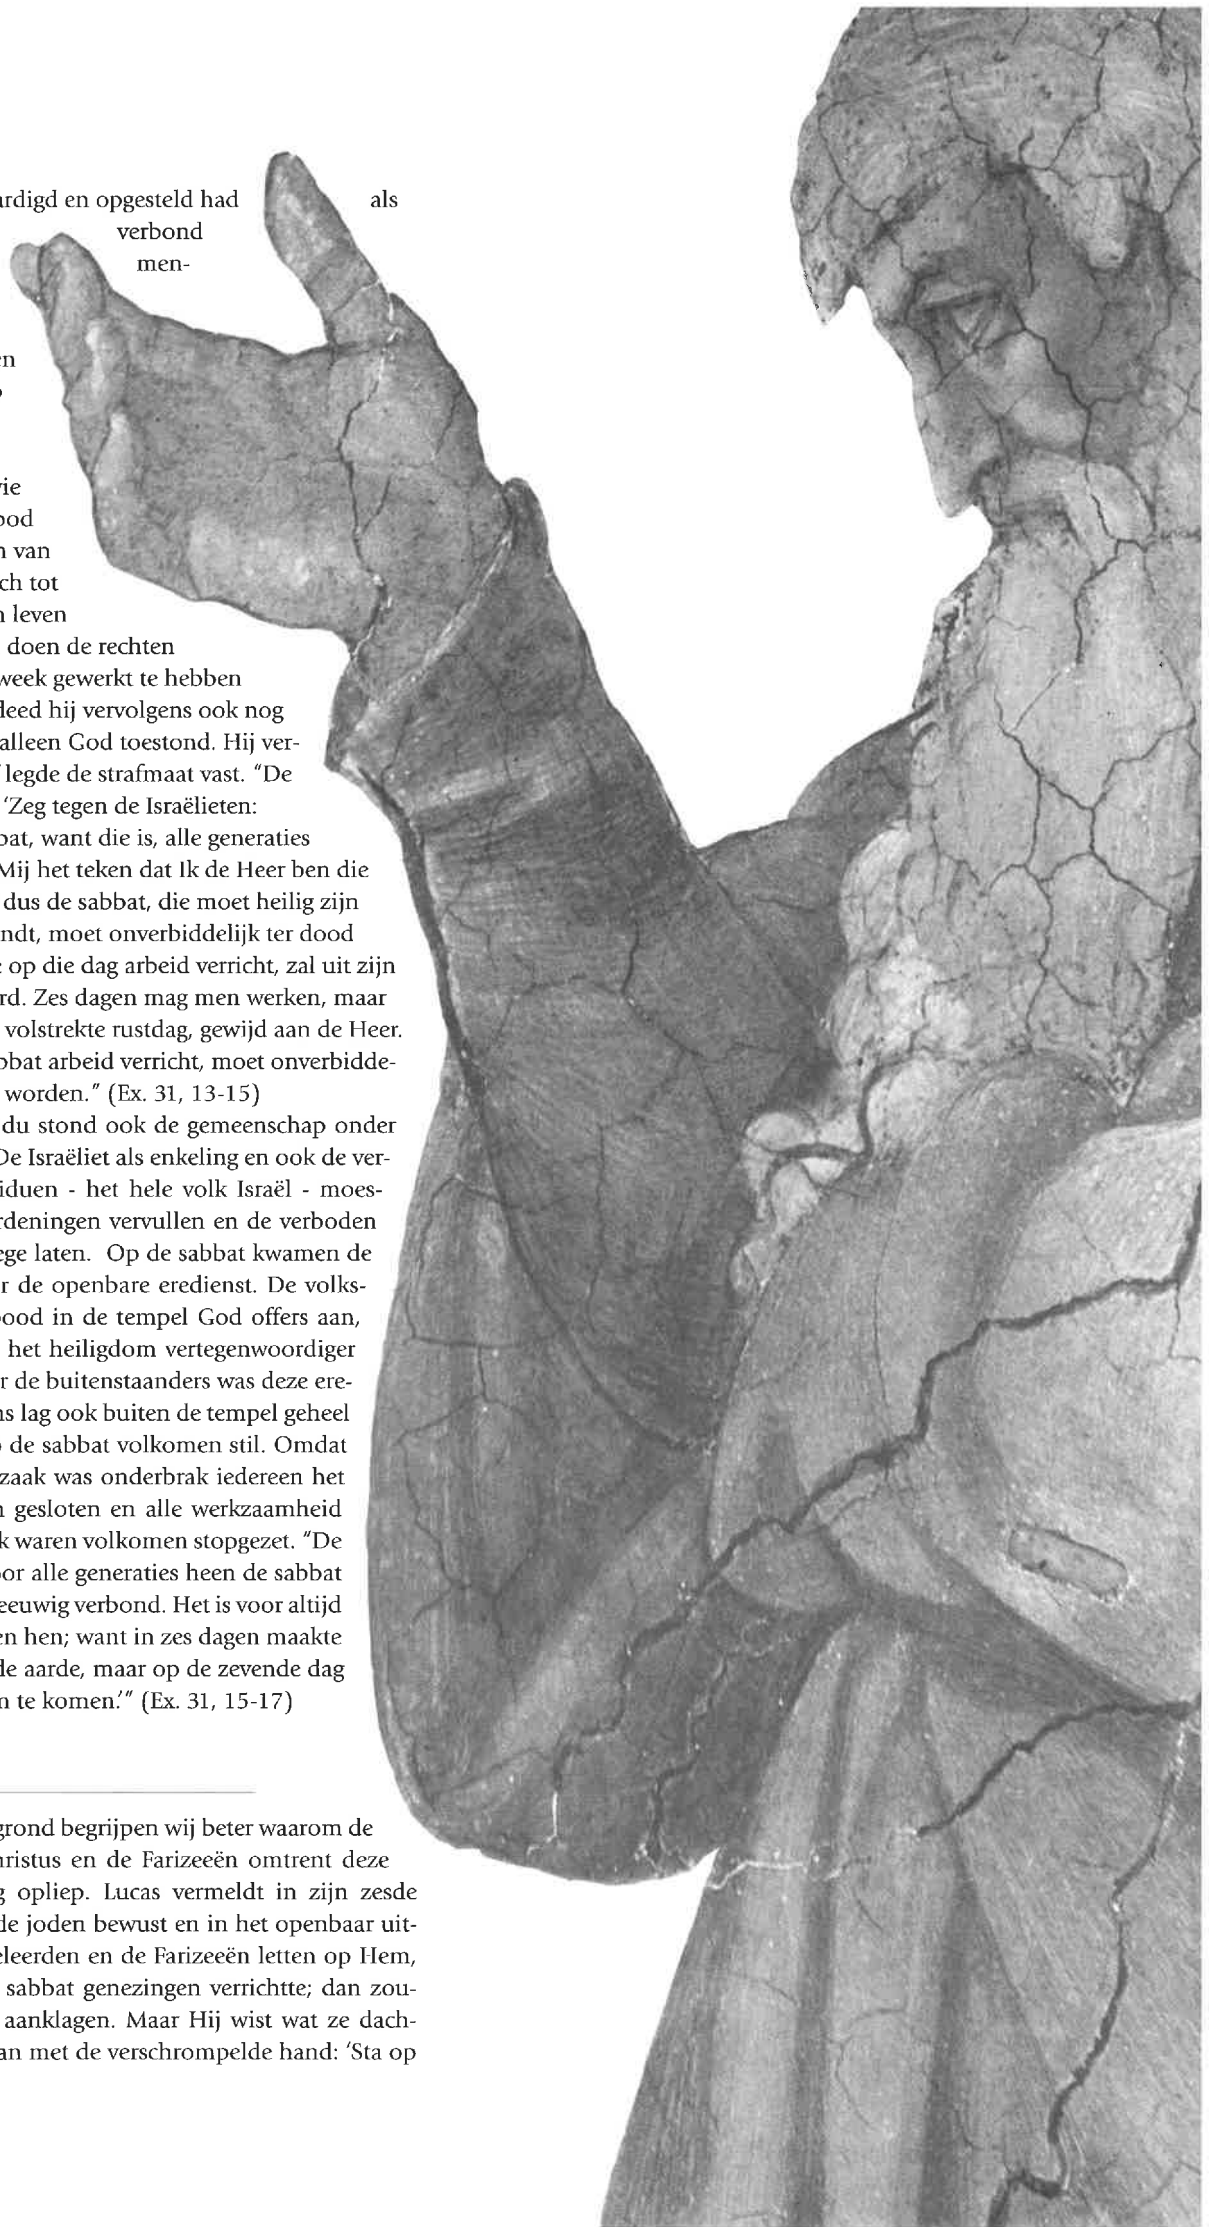 rdigd en opgesteld had als
verbond
men-
en
vie
ood
n van
ch tot
n leven
doen de rechten
week gewerkt te hebben
deed hij vervolgens ook nog
alleen God toestond. Hij ver-
legde de strafmaat vast. “De
‘Zeg tegen de Israëlieten:
bat, want die is, alle generaties
Mij het teken dat Ik de Heer ben die
dus de sabbat, die moet heilig zijn
ndt, moet onverbiddelijk ter dood
e op die dag arbeid verricht, zal uit zijn
rd. Zes dagen mag men werken, maar
volstrekte rustdag, gewijd aan de Heer.
bbat arbeid verricht, moet onverbidde-
worden.” (Ex. 31, 13-15)
du stond ook de gemeenschap onder
De Israëliet als enkeling en ook de ver-
iduen - het hele volk Israël - moes-
rdeningen vervullen en de verboden
ege laten. Op de sabbat kwamen de
r de openbare eredienst. De volks-
ood in de tempel God offers aan,
het heiligdom vertegenwoordiger
r de buitenstaanders was deze ere-
ns lag ook buiten de tempel geheel
de sabbat volkomen stil. Omdat
zaak was onderbrak iedereen het
n gesloten en alle werkzaamheid
k waren volkomen stopgezet. “De
oor alle generaties heen de sabbat
eeuwig verbond. Het is voor altijd
en hen; want in zes dagen maakte
de aarde, maar op de zevende dag
n te komen.’” (Ex. 31, 15-17)
grond begrijpen wij beter waarom de
hristus en de Farizeeën omtrent deze
g opliep. Lucas vermeldt in zijn zesde
de joden bewust en in het openbaar uit-
eleerden en de Farizeeën letten op Hem,
sabbat genezingen verrichtte; dan zou-
aanklagen. Maar Hij wist wat ze dach-
an met de verschrompelde hand: ‘Sta op